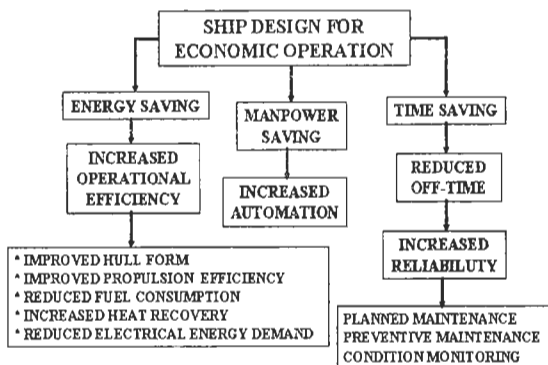 SHIP DESIGN FOR
ECONOMIC OPERATION
ENERGY SAVING
INCREASED
OPERATIONAL
EFFICIENCY
* IMPROVED HULL FORM
* IMPROVED PROPULSION EFFICIENCY
* REDUCED FUEL CONSUMPTION
* INCREASED HEAT RECOVERY
* REDUCED ELECTRICAL ENERGY DEMAND
MANPOWER
SAVING
INCREASED
AUTOMATION
TIME SAVING
REDUCED
OFF-TIME
INCREASED
RELIABILUTY
PLANNED MAINTENANCE
PREVENTIVE MAINTENANCE
CONDITION MONITORING